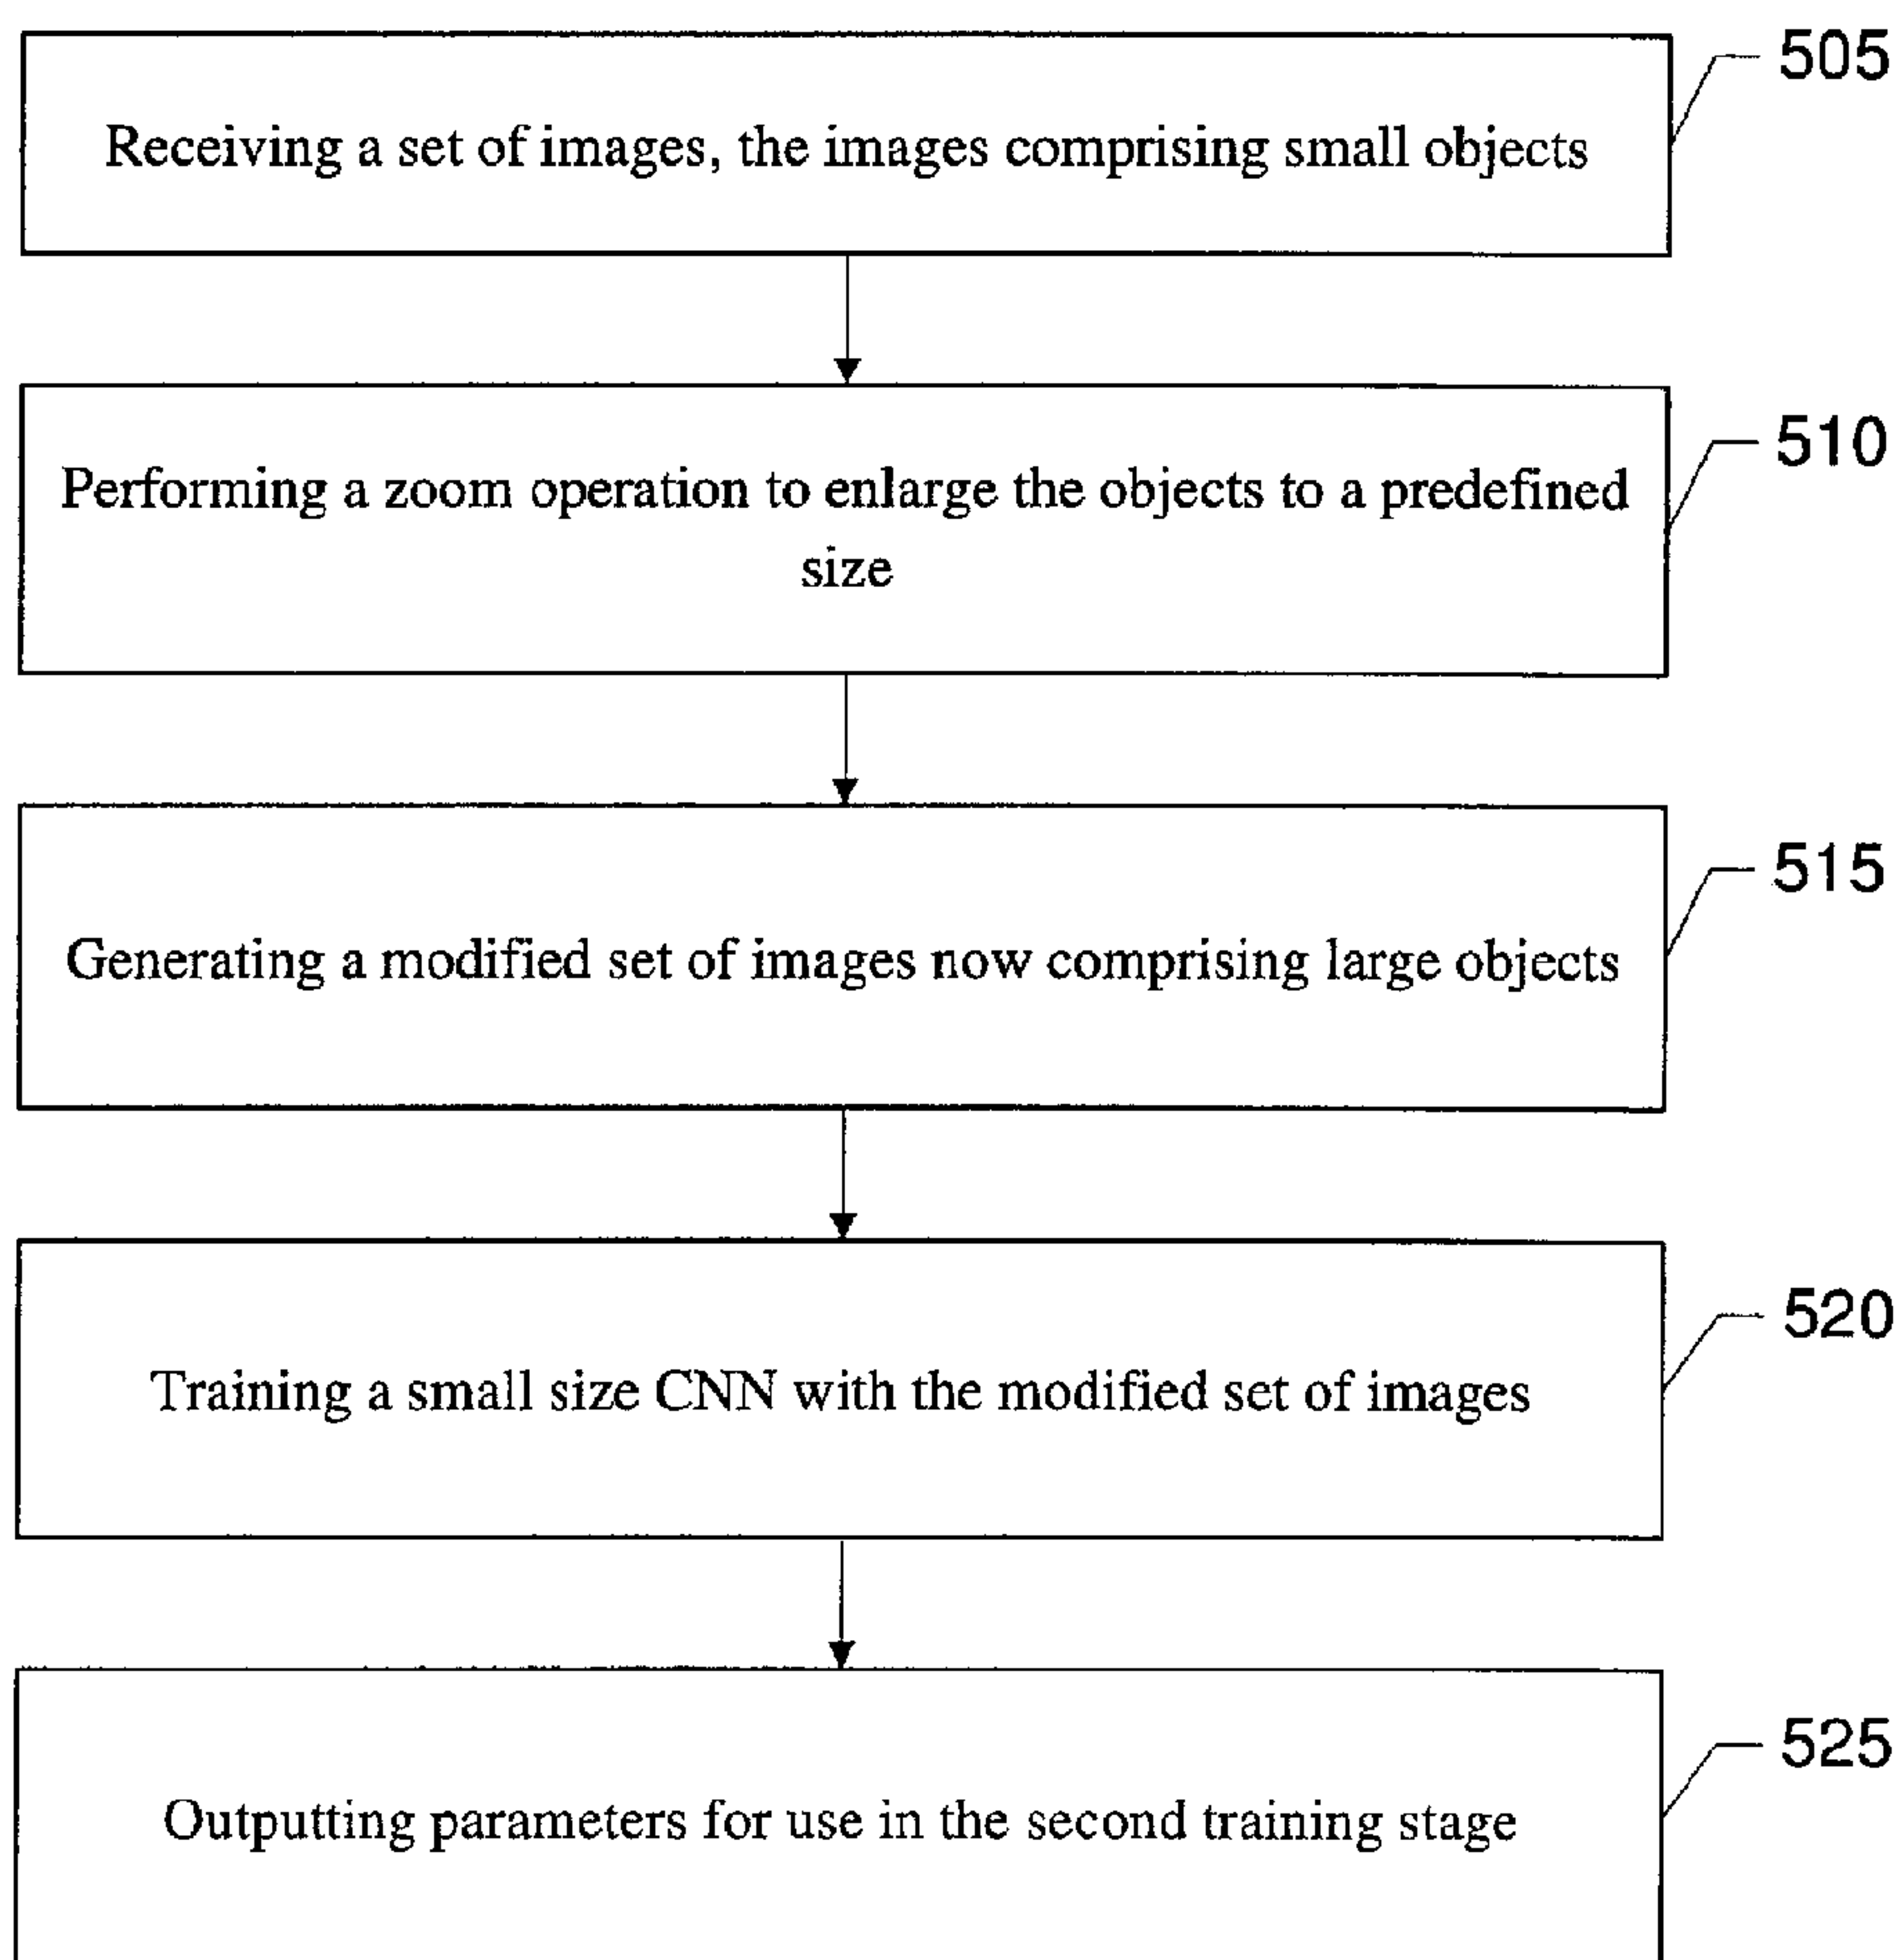 505
Receiving a set of images, the images comprising small objects
510
Performing a zoom operation to enlarge the objects to a predefined
size
515
Generating a modified set of images now comprising large objects
520
Training a small size CNN with the modified set of images
525
Outputting parameters for use in the second training stage